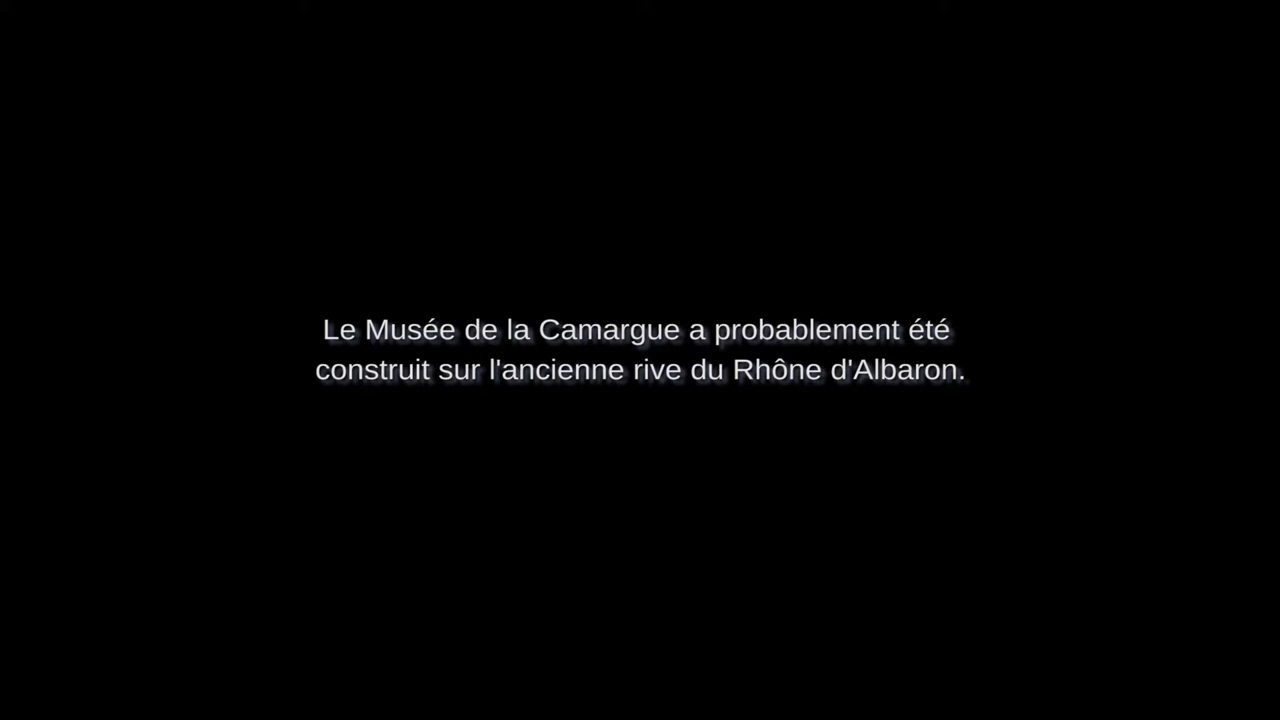 Le Musée de la Camargue a probablement été
construit sur l'ancienne rive du Rhône d'Albaron.